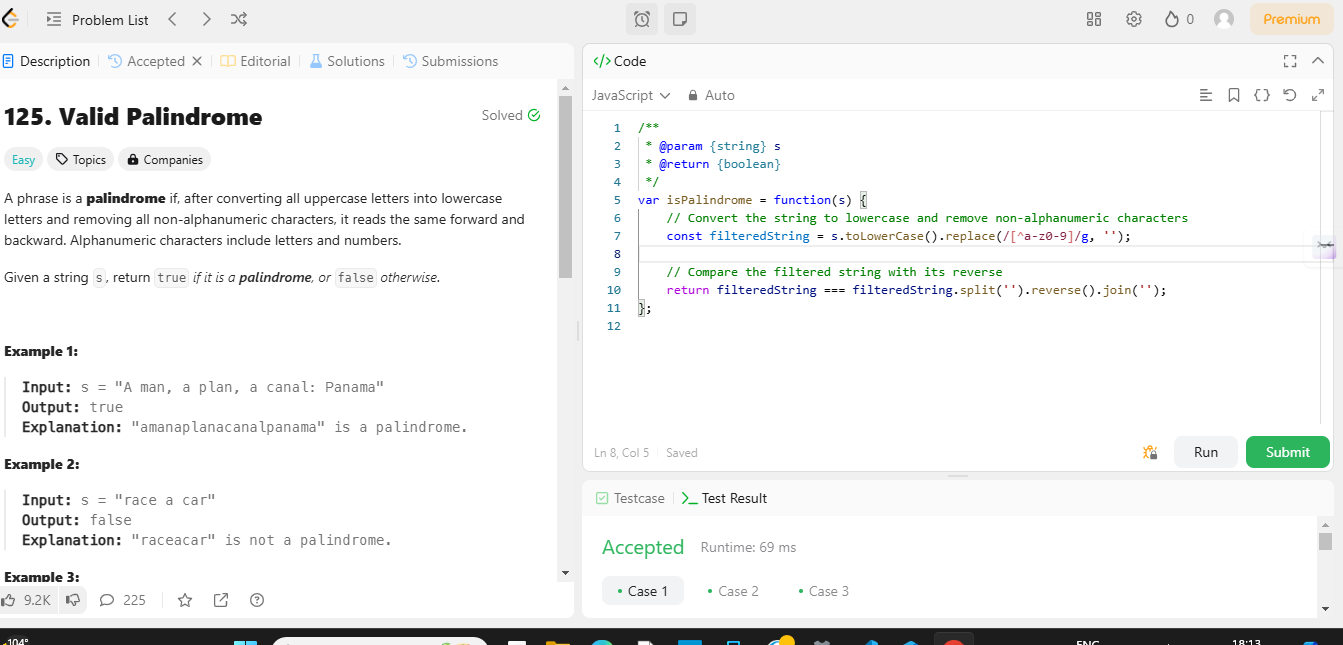 Problem List
0
Premium
Description
Accepted
Editorial
Solutions
Submissions
125. Valid Palindrome
Solved
Easy
Topics
Companies
A phrase is a palindrome if, after converting all uppercase letters into lowercase
letters and removing all non-alphanumeric characters, it reads the same forward and
backward. Alphanumeric characters include letters and numbers.
Given a string s, return true if it is a palindrome, or false otherwise.
Example 1:
Input: s = "A man, a plan, a canal: Panama"
Output: true
Explanation: "amanaplanacanalpanama" is a palindrome.
Example 2:
Input: s = "race a car"
Output: false
Explanation: "raceacar" is not a palindrome.
Example 3:
9.2K
225
</> Code
JavaScript
Auto
1 /**
2 * @param {string} s
3 * @return {boolean}
4 */
5 var isPalindrome = function(s) {
6 // Convert the string to lowercase and remove non-alphanumeric characters
7 const filteredString = s.toLowerCase().replace(/[^a-z0-9]/g, '');
8
9 // Compare the filtered string with its reverse
10 return filteredString === filteredString.split('').reverse().join('');
11 };
12
Ln 8, Col 5
Saved
Run
Submit
Testcase
Test Result
Accepted
Runtime: 69 ms
• Case 1
• Case 2
• Case 3
104°
ENG
18:13